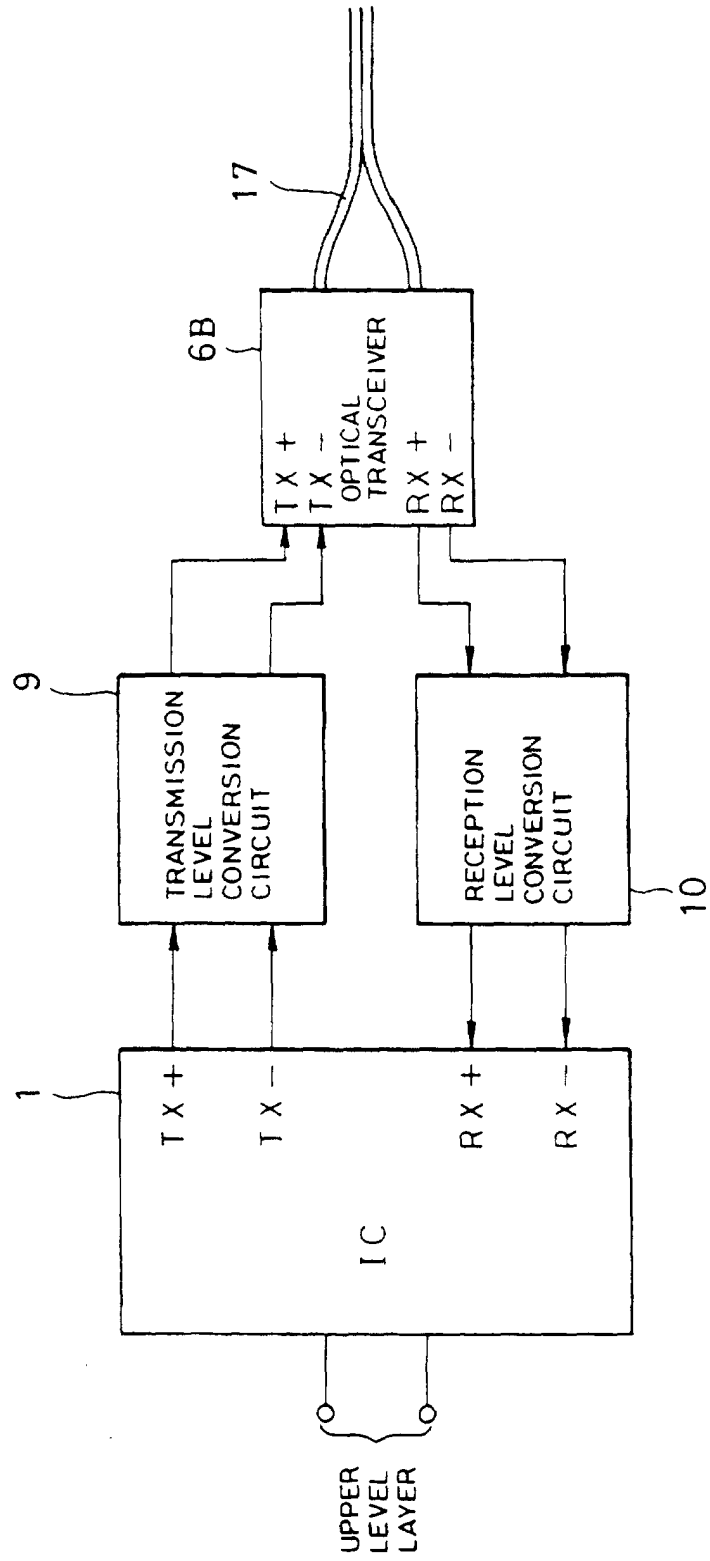 UPPER
LEVEL
LAYER
1
IC
TX+
TX-
RX+
RX-
9
TRANSMISSION
LEVEL
CONVERSION
CIRCUIT
RECEPTION
LEVEL
CONVERSION
CIRCUIT
10
6B
TX+
TX-
OPTICAL
TRANSCEIVER
RX+
RX-
17